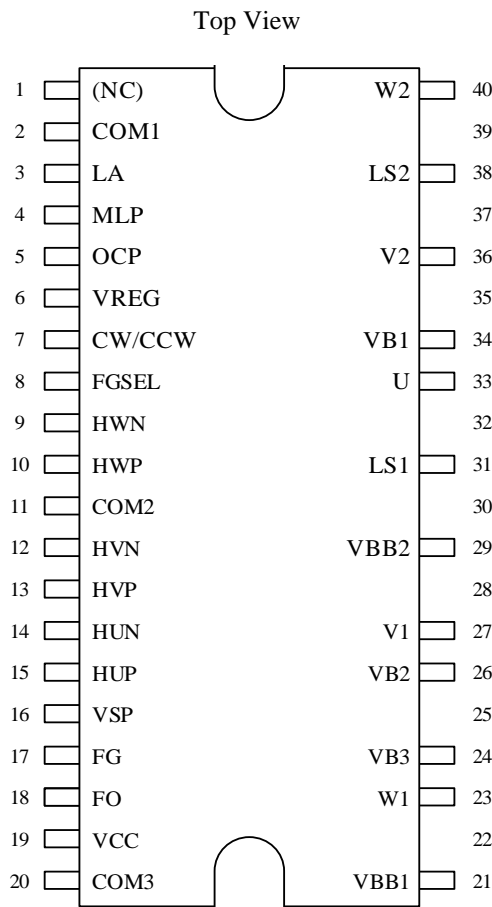 Top View
1 (NC) W2 40
2 COM1 39
3 LA LS2 38
4 MLP 37
5 OCP V2 36
6 VREG 35
7 CW/CCW VB1 34
8 FGSEL U 33
9 HWN 32
10 HWP LS1 31
11 COM2 30
12 HVN VBB2 29
13 HVP 28
14 HUN V1 27
15 HUP VB2 26
16 VSP 25
17 FG VB3 24
18 FO W1 23
19 VCC 22
20 COM3 VBB1 21